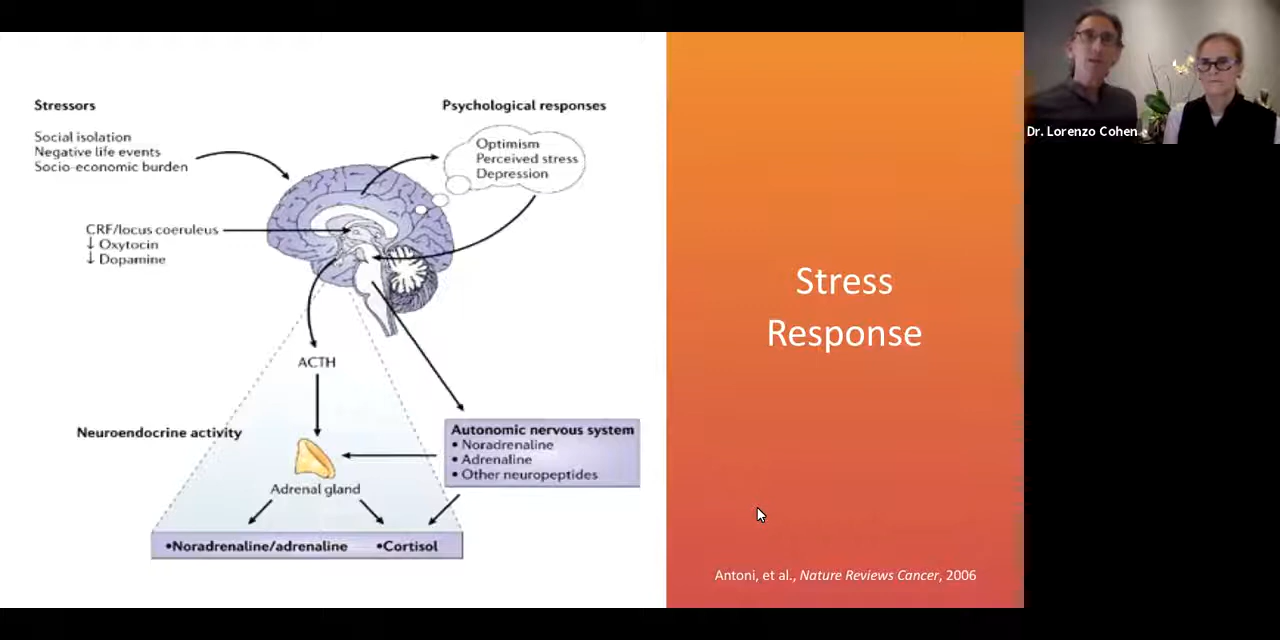 Stressors
Social isolation
Negative life events
Socio-economic burden
Psychological responses
Optimism
Perceived stress
Depression
CRF/locus coeruleus
↓ Oxytocin
↓ Dopamine
ACTH
Neuroendocrine activity
Adrenal gland
Autonomic nervous system
• Noradrenaline
• Adrenaline
• Other neuropeptides
•Noradrenaline/adrenaline •Cortisol
Stress
Response
Antoni, et al., Nature Reviews Cancer, 2006
Dr. Lorenzo Cohen